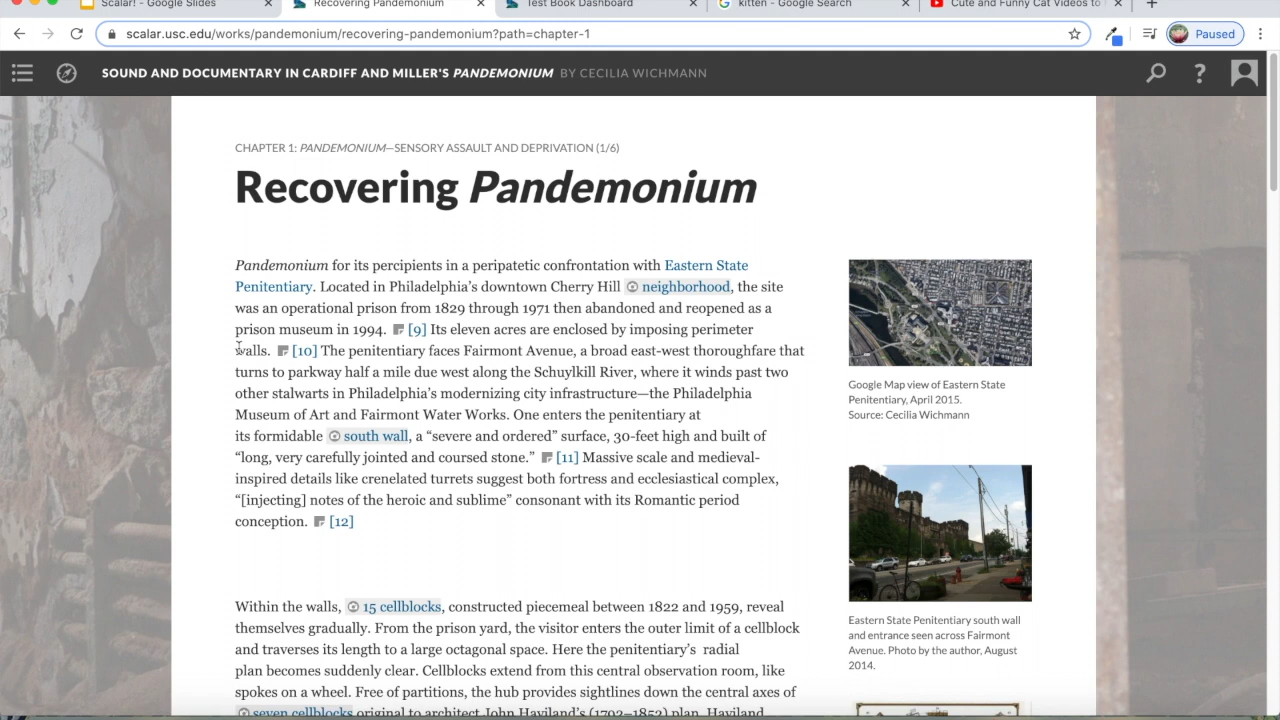 Scalar! - Google Slides
Recovering Pandemonium
Test Book Dashboard
kitten - Google Search
Cute and Funny Cat Videos to
scalar.usc.edu/works/pandemonium/recovering-pandemonium?path=chapter-1
Paused
SOUND AND DOCUMENTARY IN CARDIFF AND MILLER'S PANDEMONIUM BY CECILIA WICHMANN
CHAPTER 1: PANDEMONIUM—SENSORY ASSAULT AND DEPRIVATION (1/6)
Recovering Pandemonium
Pandemonium for its percipients in a peripatetic confrontation with Eastern State
Penitentiary. Located in Philadelphia’s downtown Cherry Hill neighborhood, the site
was an operational prison from 1829 through 1971 then abandoned and reopened as a
prison museum in 1994. [9] Its eleven acres are enclosed by imposing perimeter
walls. [10] The penitentiary faces Fairmont Avenue, a broad east-west thoroughfare that
turns to parkway half a mile due west along the Schuylkill River, where it winds past two
other stalwarts in Philadelphia’s modernizing city infrastructure—the Philadelphia
Museum of Art and Fairmont Water Works. One enters the penitentiary at
its formidable south wall, a “severe and ordered” surface, 30-feet high and built of
“long, very carefully jointed and coursed stone.” [11] Massive scale and medieval-
inspired details like crenelated turrets suggest both fortress and ecclesiastical complex,
“[injecting] notes of the heroic and sublime” consonant with its Romantic period
conception. [12]
Within the walls, 15 cellblocks, constructed piecemeal between 1822 and 1959, reveal
themselves gradually. From the prison yard, the visitor enters the outer limit of a cellblock
and traverses its length to a large octagonal space. Here the penitentiary’s radial
plan becomes suddenly clear. Cellblocks extend from this central observation room, like
spokes on a wheel. Free of partitions, the hub provides sightlines down the central axes of
seven cellblocks original to architect John Haviland’s (1792–1852) plan. Haviland
Google Map view of Eastern State
Penitentiary, April 2015.
Source: Cecilia Wichmann
Eastern State Penitentiary south wall
and entrance seen across Fairmont
Avenue. Photo by the author, August
2014.